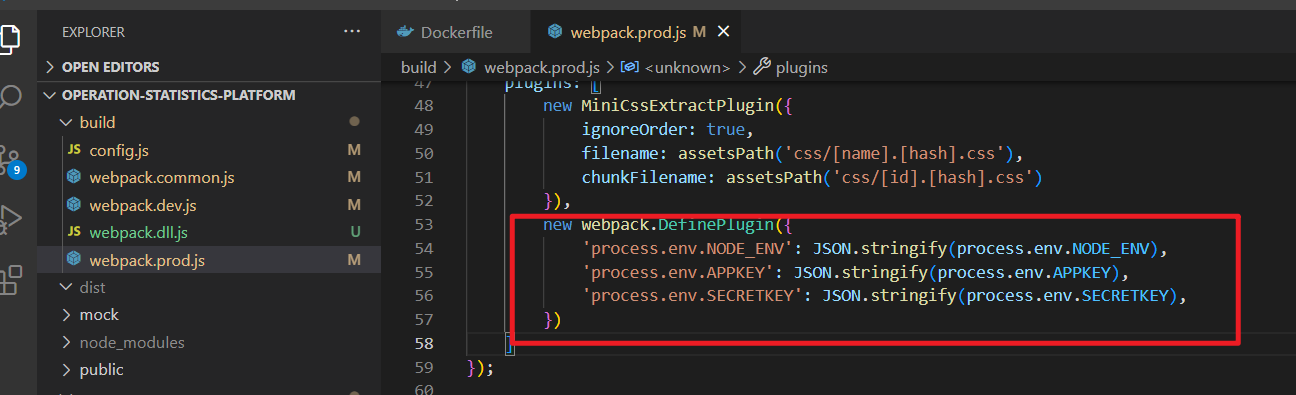 EXPLORER
···
Dockerfile
webpack.prod.js M
OPEN EDITORS
build > webpack.prod.js > <unknown> > plugins
OPERATION-STATISTICS-PLATFORM
build
JS config.js M
webpack.common.js M
webpack.dev.js M
JS webpack.dll.js U
webpack.prod.js M
dist
mock
node_modules
public
9
47 plugins: [
48 new MiniCssExtractPlugin({
49 ignoreOrder: true,
50 filename: assetsPath('css/[name].[hash].css'),
51 chunkFilename: assetsPath('css/[id].[hash].css')
52 }),
53 new webpack.DefinePlugin({
54 'process.env.NODE_ENV': JSON.stringify(process.env.NODE_ENV),
55 'process.env.APPKEY': JSON.stringify(process.env.APPKEY),
56 'process.env.SECRETKEY': JSON.stringify(process.env.SECRETKEY),
57 })
58 ]
59 });
60